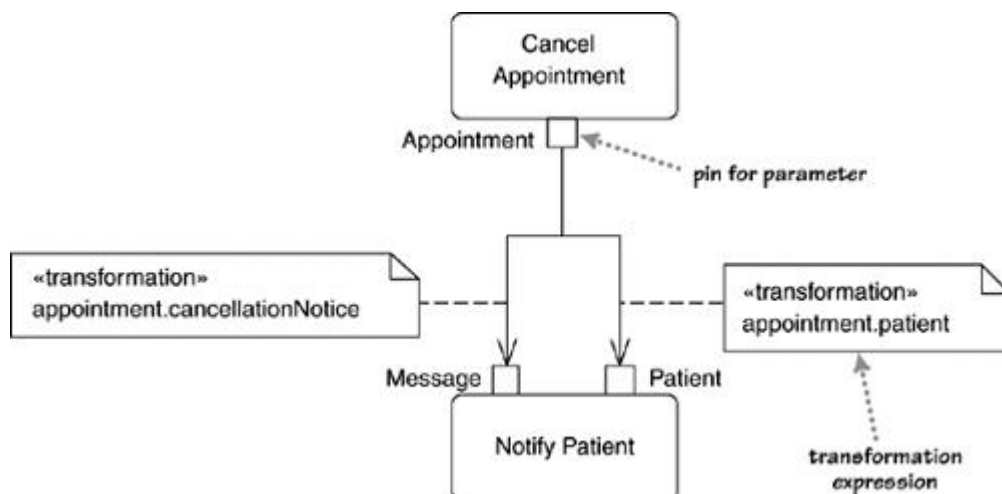 Cancel
Appointment
Appointment
pin for parameter
«transformation»
appointment.cancellationNotice
«transformation»
appointment.patient
Message
Patient
Notify Patient
transformation
expression